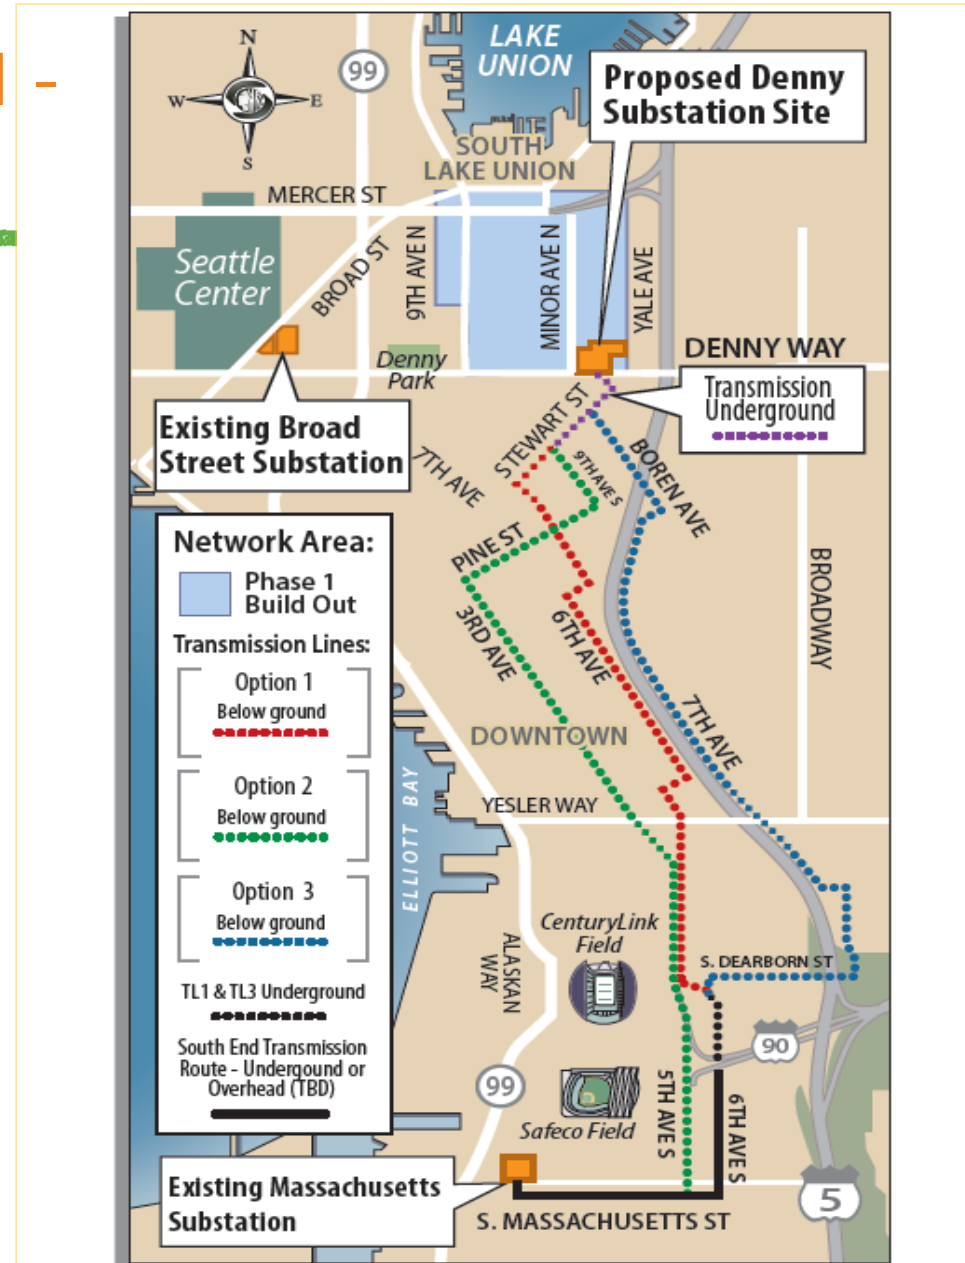 N
W
E
S
99
LAKE
UNION
Proposed Denny
Substation Site
SOUTH
LAKE UNION
MERCER ST
Seattle
Center
BROAD ST
9TH AVE N
MINOR AVE N
YALE AVE
DENNY WAY
Denny
Park
Transmission
Underground
Existing Broad
Street Substation
7TH AVE
STEWART ST
9TH AVE S
BOREN AVE
PINE ST
3RD AVE
6TH AVE
BROADWAY
7TH AVE
DOWNTOWN
YESLER WAY
ELLIOTT BAY
Network Area:
Phase 1
Build Out
Transmission Lines:
Option 1
Below ground
Option 2
Below ground
Option 3
Below ground
TL1 & TL3 Underground
South End Transmission
Route - Undergound or
Overhead (TBD)
CenturyLink
Field
ALASKAN
WAY
S. DEARBORN ST
90
99
Safeco Field
5TH AVE S
6TH AVE S
5
Existing Massachusetts
Substation
S. MASSACHUSETTS ST